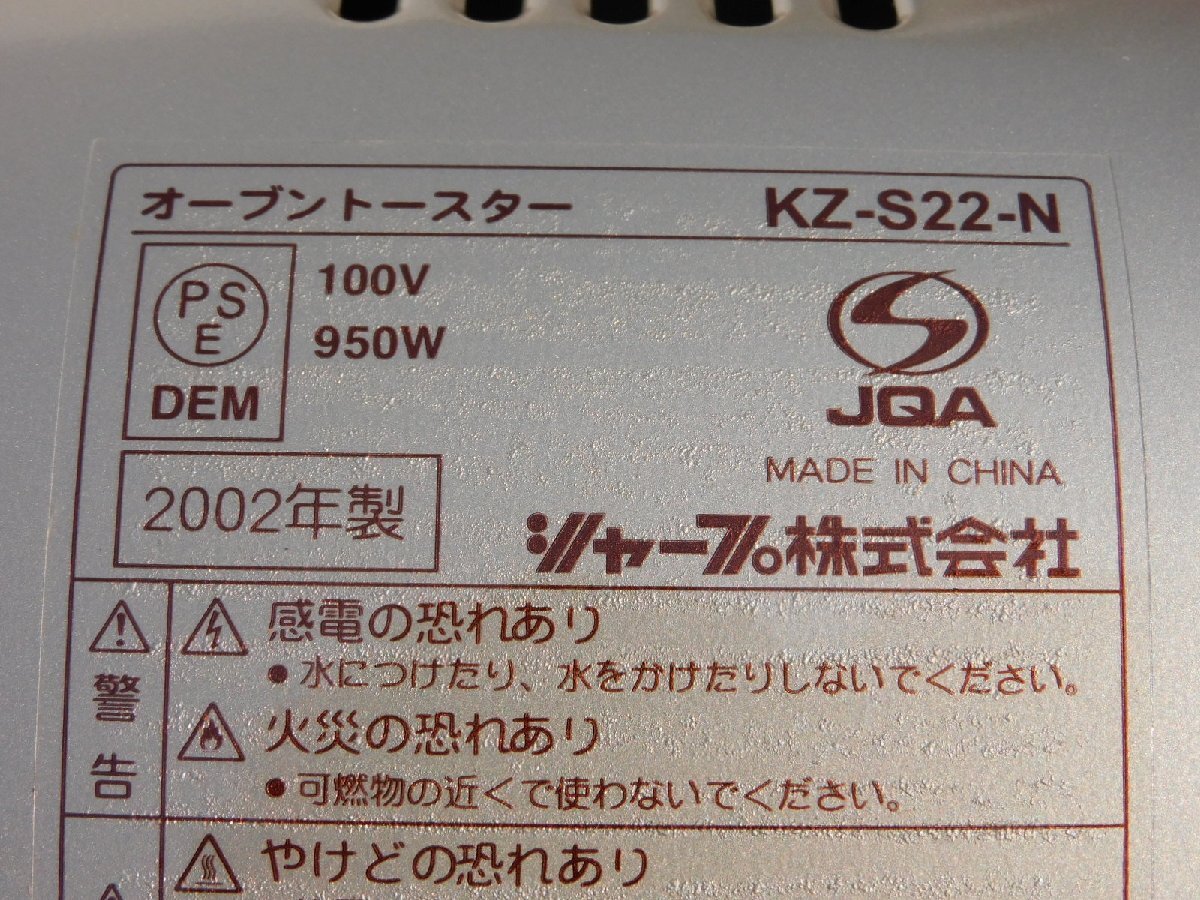 オーブントースター KZ-S22-N
PS
E
DEM
100V
950W
JQA
MADE IN CHINA
2002年製
シャープ株式会社
警告
感電の恐れあり
●水につけたり、水をかけたりしないでください。
火災の恐れあり
●可燃物の近くで使わないでください。
やけどの恐れあり